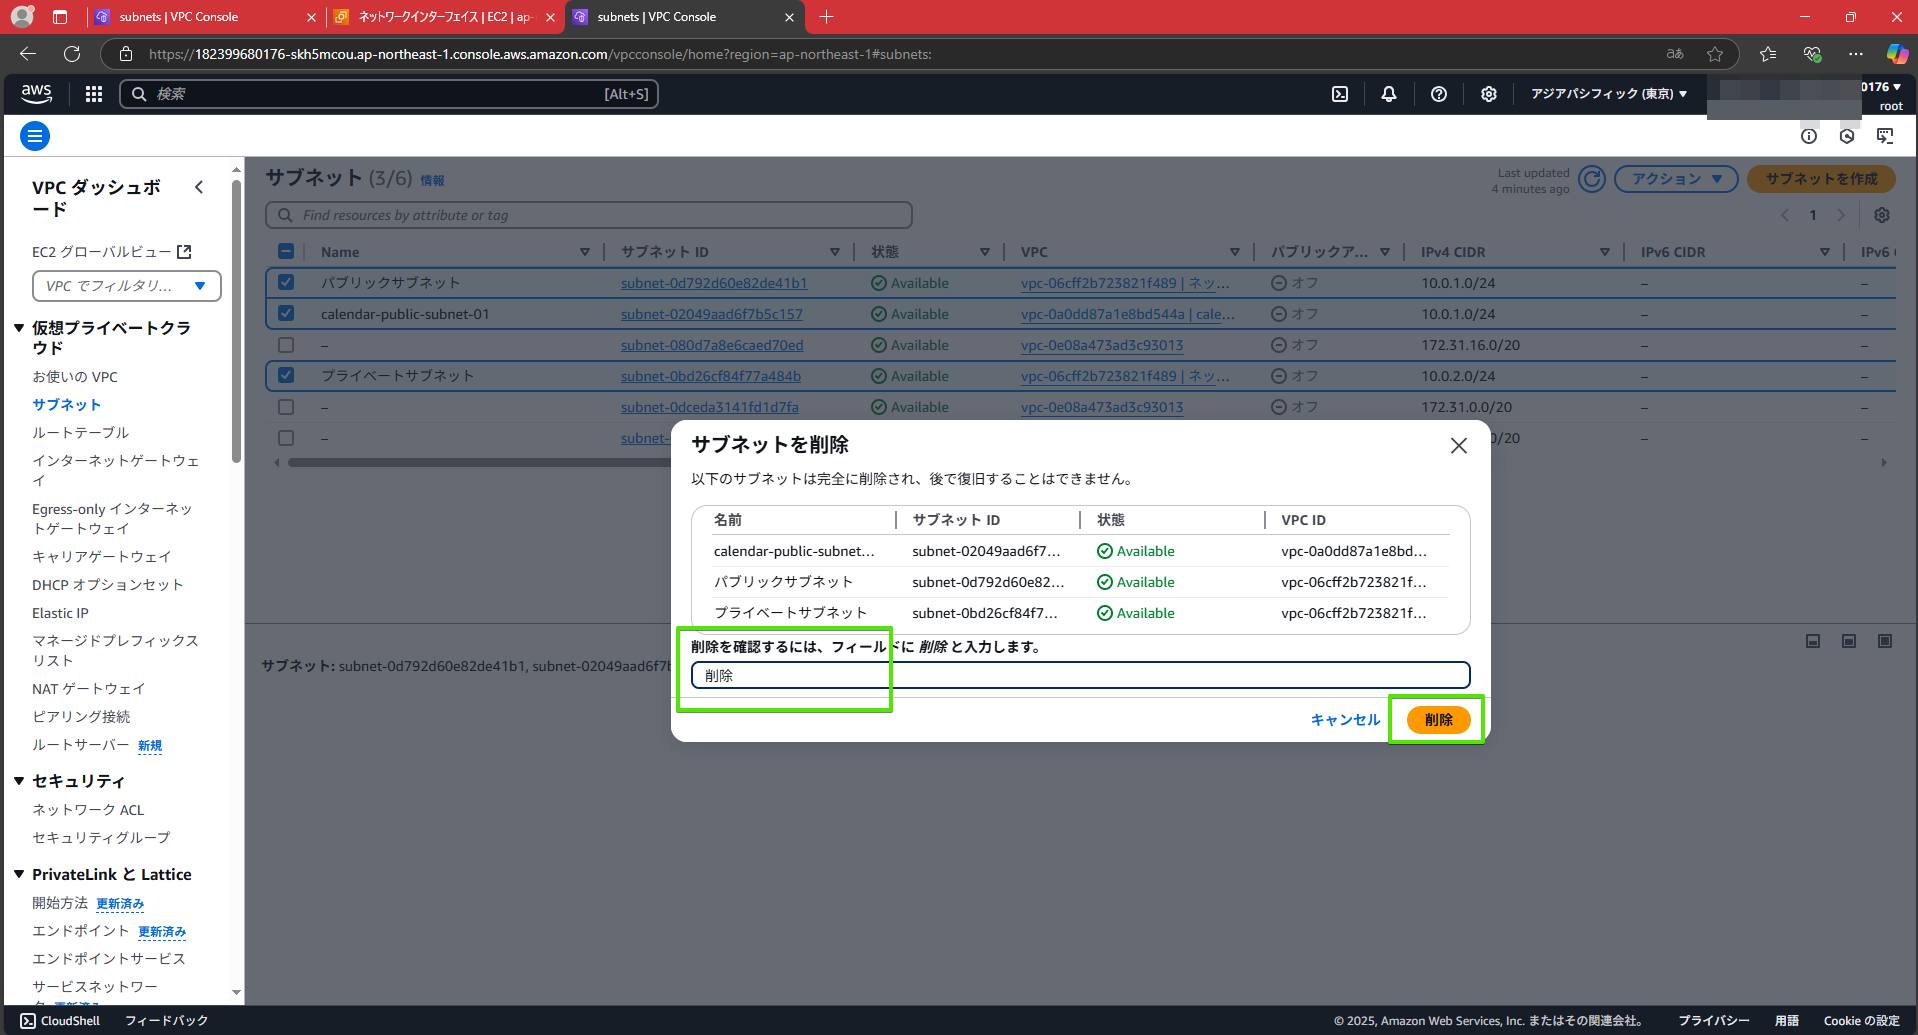 subnets | VPC Console
ネットワークインターフェイス | EC2 | ap-
subnets | VPC Console
https://182399680176-skh5mcou.ap-northeast-1.console.aws.amazon.com/vpcconsole/home?region=ap-northeast-1#subnets:
aあ
aws
検索
[Alt+S]
アジアパシフィック (東京)
0176
root
VPC ダッシュボ
ード
EC2 グローバルビュー
VPC でフィルタリ...
仮想プライベートクラ
ウド
お使いの VPC
サブネット
ルートテーブル
インターネットゲートウェ
イ
Egress-only インターネッ
トゲートウェイ
キャリアゲートウェイ
DHCP オプションセット
Elastic IP
マネージドプレフィックス
リスト
NAT ゲートウェイ
ピアリング接続
ルートサーバー 新規
セキュリティ
ネットワーク ACL
セキュリティグループ
PrivateLink と Lattice
開始方法 更新済み
エンドポイント 更新済み
エンドポイントサービス
サービスネットワー
ク 更新済み
サブネット (3/6) 情報
Last updated
4 minutes ago
アクション
サブネットを作成
Find resources by attribute or tag
1
Name サブネット ID 状態 VPC パブリックア... IPv4 CIDR IPv6 CIDR IPv6
パブリックサブネット subnet-0d792d60e82de41b1 Available vpc-06cff2b723821f489 | ネッ... オフ 10.0.1.0/24 – –
calendar-public-subnet-01 subnet-02049aad6f7b5c157 Available vpc-0a0dd87a1e8bd544a | cale... オフ 10.0.1.0/24 – –
– subnet-080d7a8e6caed70ed Available vpc-0e08a473ad3c93013 オフ 172.31.16.0/20 – –
プライベートサブネット subnet-0bd26cf84f77a484b Available vpc-06cff2b723821f489 | ネッ... オフ 10.0.2.0/24 – –
– subnet-0dceda3141fd1d7fa Available vpc-0e08a473ad3c93013 オフ 172.31.0.0/20 – –
– subnet- 0/20 – –
サブネット: subnet-0d792d60e82de41b1, subnet-02049aad6f7b
サブネットを削除
以下のサブネットは完全に削除され、後で復旧することはできません。
名前 サブネット ID 状態 VPC ID
calendar-public-subnet... subnet-02049aad6f7... Available vpc-0a0dd87a1e8bd...
パブリックサブネット subnet-0d792d60e82... Available vpc-06cff2b723821f...
プライベートサブネット subnet-0bd26cf84f7... Available vpc-06cff2b723821f...
削除を確認するには、フィールドに 削除 と入力します。
削除
キャンセル
削除
CloudShell
フィードバック
© 2025, Amazon Web Services, Inc. またはその関連会社。
プライバシー
用語
Cookie の設定